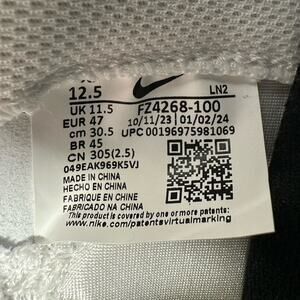 12.5 LN2
UK 11.5 FZ4268-100
EUR 47 10/11/23 01/02/24
cm 30.5 UPC 00196975981069
BR 45
CN 305(2.5)
049EAK969K5VJ
MADE IN CHINA
HECHO EN CHINA
FABRIQUE EN CHINE
FABRICADO NA CHINA
This product is covered by one or more patents. See
www.nike.com/patentsvirtualmarking